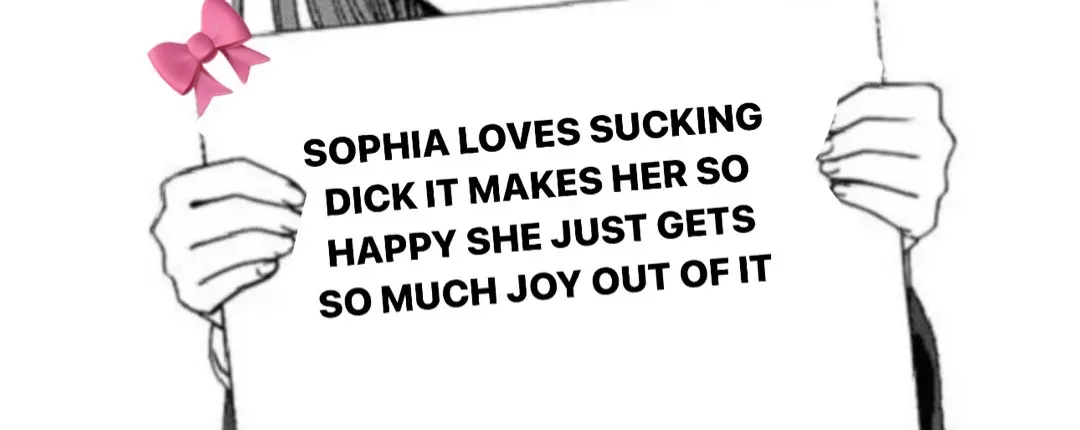 SOPHIA LOVES SUCKING
DICK IT MAKES HER SO
HAPPY SHE JUST GETS
SO MUCH JOY OUT OF IT